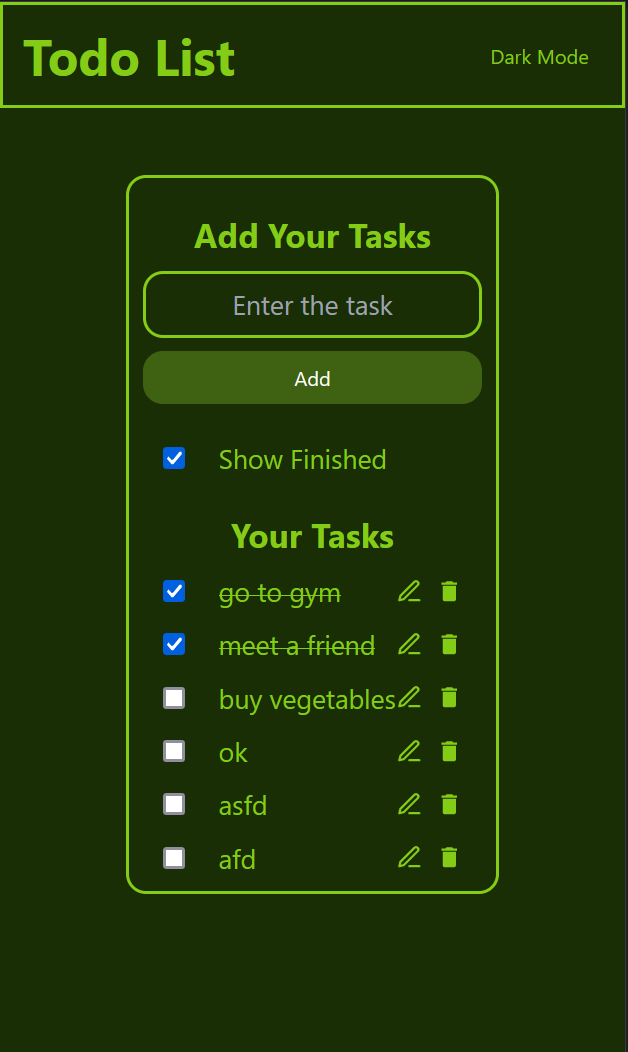 Todo List
Dark Mode
Add Your Tasks
Enter the task
Add
Show Finished
Your Tasks
go to gym
meet a friend
buy vegetables
ok
asfd
afd